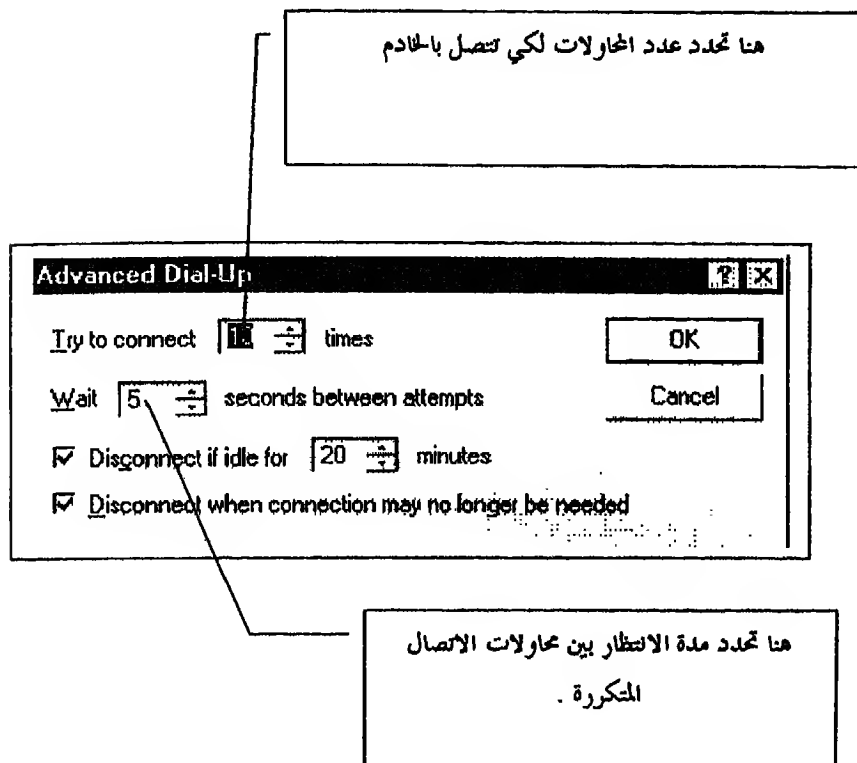 هنا تحدد عدد المحاولات لكي تتصل بالخادم
Advanced Dial-Up
Try to connect times
OK
Wait 5 seconds between attempts
Cancel
Disconnect if idle for 20 minutes
Disconnect when connection may no longer be needed
هنا تحدد مدة الانتظار بين محاولات الاتصال
المتكررة .